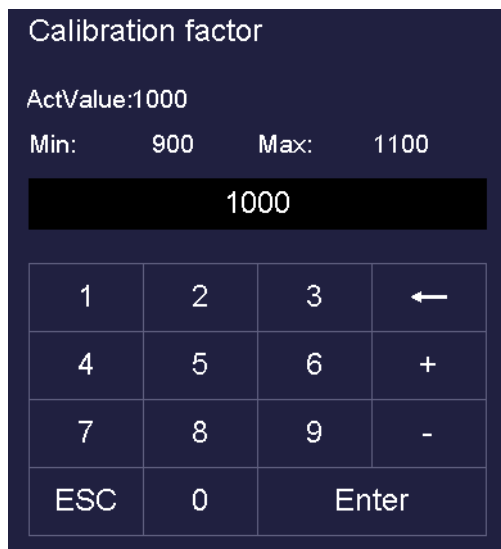 Calibration factor
ActValue:1000
Min: 900 Max: 1100
1000
1 2 3 ←
4 5 6 +
7 8 9 -
ESC 0 Enter